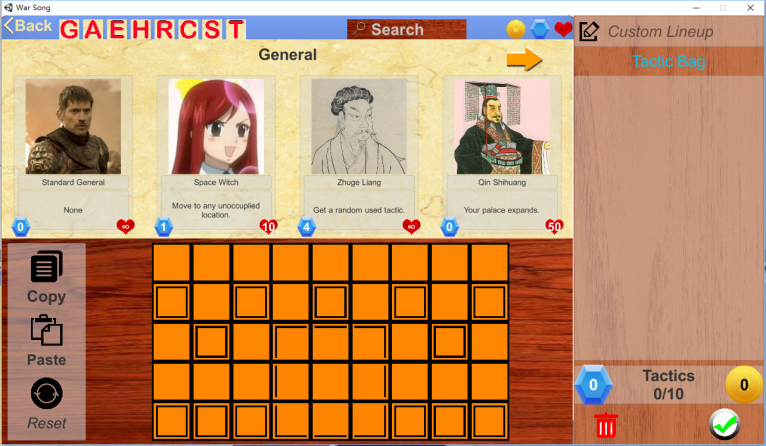 War Song
Back GAEHRCST Search
Custom Lineup
Tactic Bag
General
Standard General
None
0 ∞
Space Witch
Move to any unoccuplied
location.
1 10
Zhuge Liang
Get a random used tactic.
4 ∞
Qin Shihuang
Your palace expands.
0 50
Copy
Paste
Reset
0 Tactics 0
0/10